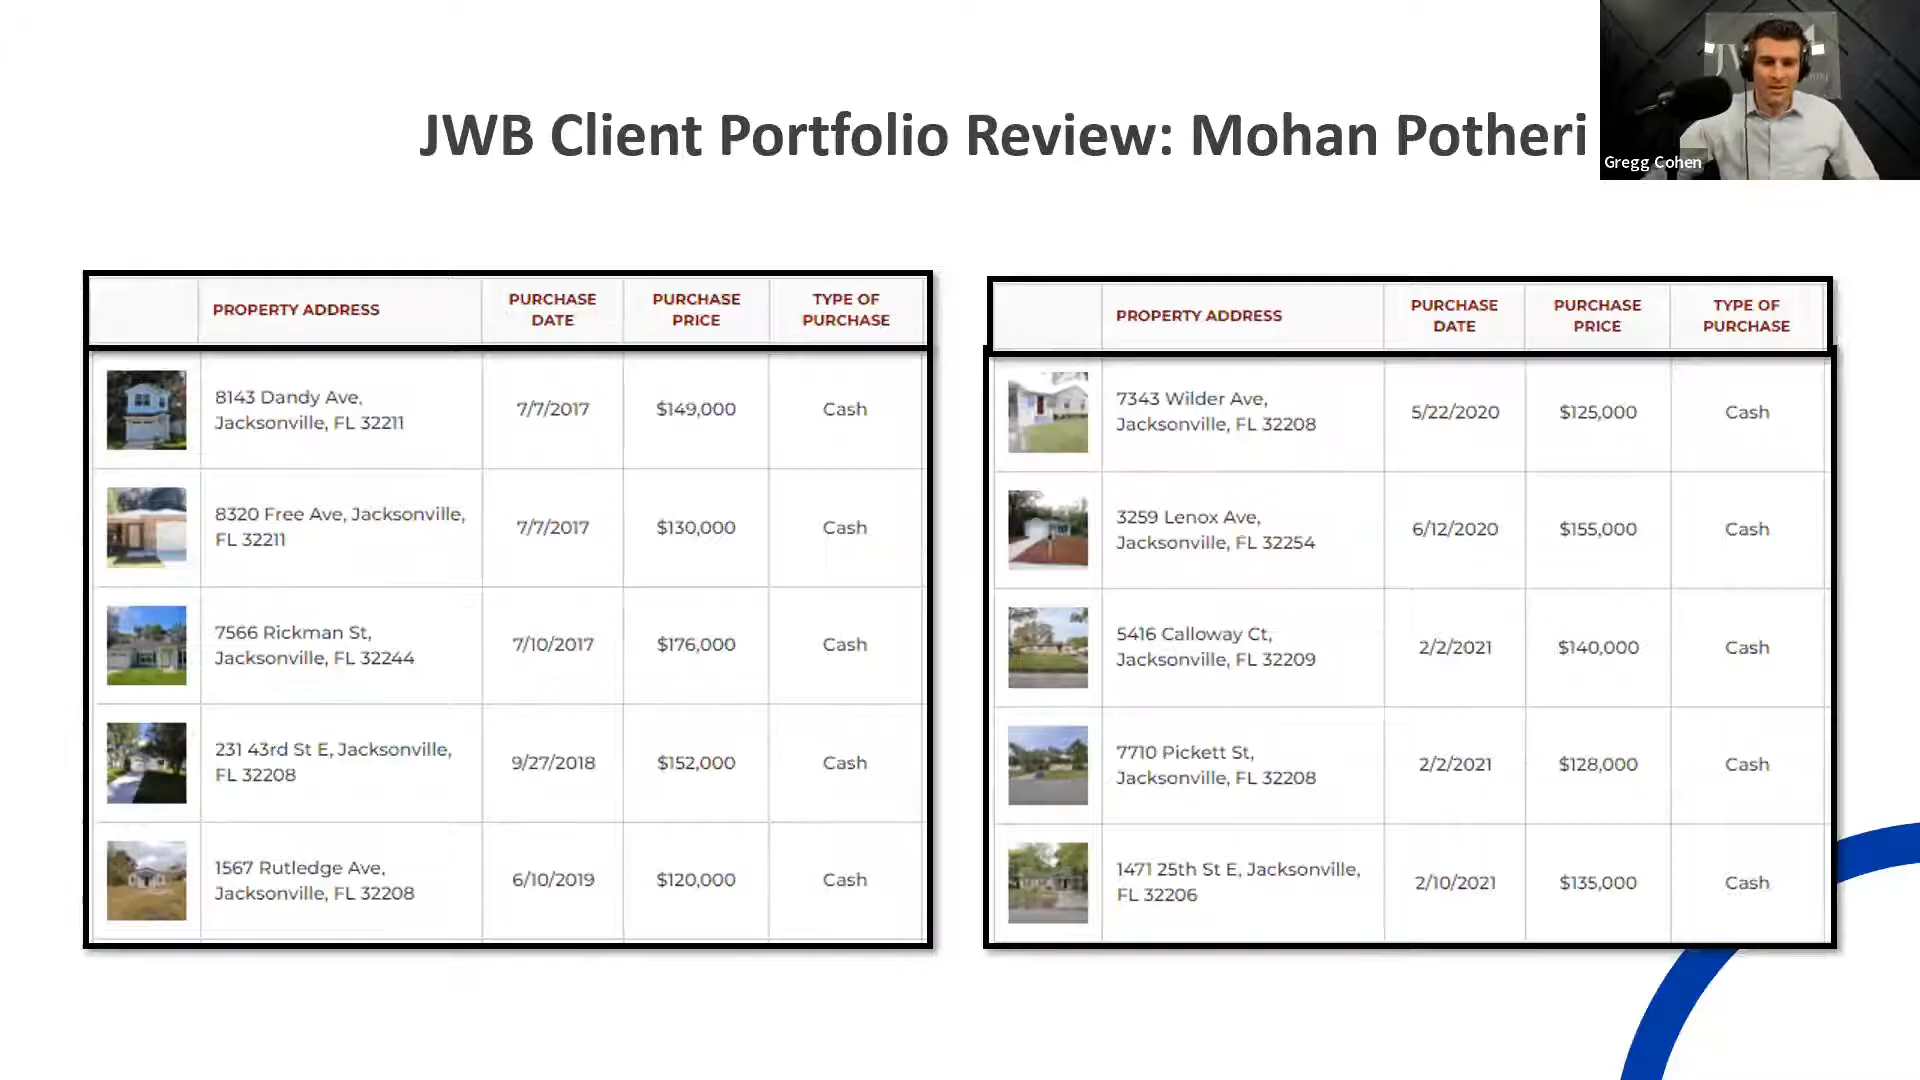 JWB Client Portfolio Review: Mohan Potheri
Gregg Cohen
PROPERTY ADDRESS
PURCHASE
DATE
PURCHASE
PRICE
TYPE OF
PURCHASE
8143 Dandy Ave,
Jacksonville, FL 32211
7/7/2017
$149,000
Cash
8320 Free Ave, Jacksonville,
FL 32211
7/7/2017
$130,000
Cash
7566 Rickman St,
Jacksonville, FL 32244
7/10/2017
$176,000
Cash
231 43rd St E, Jacksonville,
FL 32208
9/27/2018
$152,000
Cash
1567 Rutledge Ave,
Jacksonville, FL 32208
6/10/2019
$120,000
Cash
PROPERTY ADDRESS
PURCHASE
DATE
PURCHASE
PRICE
TYPE OF
PURCHASE
7343 Wilder Ave,
Jacksonville, FL 32208
5/22/2020
$125,000
Cash
3259 Lenox Ave,
Jacksonville, FL 32254
6/12/2020
$155,000
Cash
5416 Calloway Ct,
Jacksonville, FL 32209
2/2/2021
$140,000
Cash
7710 Pickett St,
Jacksonville, FL 32208
2/2/2021
$128,000
Cash
1471 25th St E, Jacksonville,
FL 32206
2/10/2021
$135,000
Cash